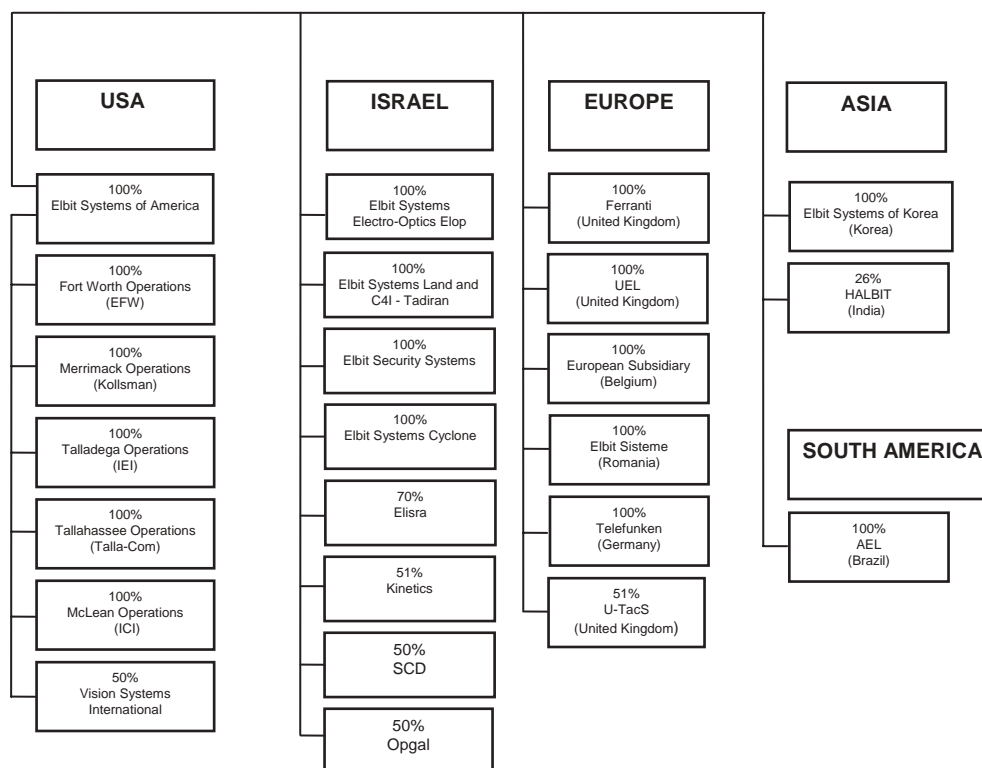 USA
100%
Elbit Systems of America
100%
Fort Worth Operations
(EFW)
100%
Merrimack Operations
(Kollsman)
100%
Talladega Operations
(IEI)
100%
Tallahassee Operations
(Talla-Com)
100%
McLean Operations
(ICI)
50%
Vision Systems
International
ISRAEL
100%
Elbit Systems
Electro-Optics Elop
100%
Elbit Systems Land and
C4I - Tadiran
100%
Elbit Security Systems
100%
Elbit Systems Cyclone
70%
Elisra
51%
Kinetics
50%
SCD
50%
Opgal
EUROPE
100%
Ferranti
(United Kingdom)
100%
UEL
(United Kingdom)
100%
European Subsidiary
(Belgium)
100%
Elbit Sisteme
(Romania)
100%
Telefunken
(Germany)
51%
U-TacS
(United Kingdom)
ASIA
100%
Elbit Systems of Korea
(Korea)
26%
HALBIT
(India)
SOUTH AMERICA
100%
AEL
(Brazil)